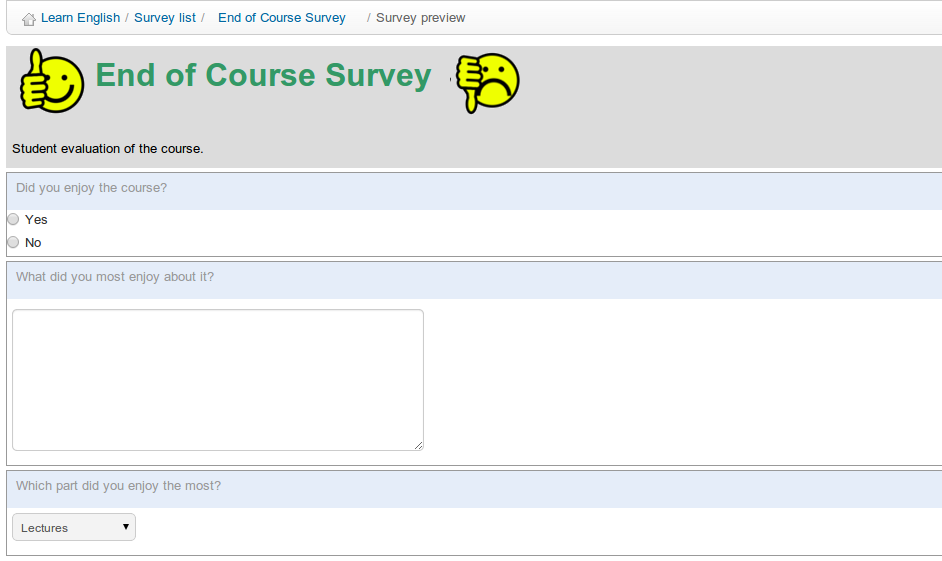 Learn English / Survey list / End of Course Survey / Survey preview
End of Course Survey
Student evaluation of the course.
Did you enjoy the course?
Yes
No
What did you most enjoy about it?
Which part did you enjoy the most?
Lectures